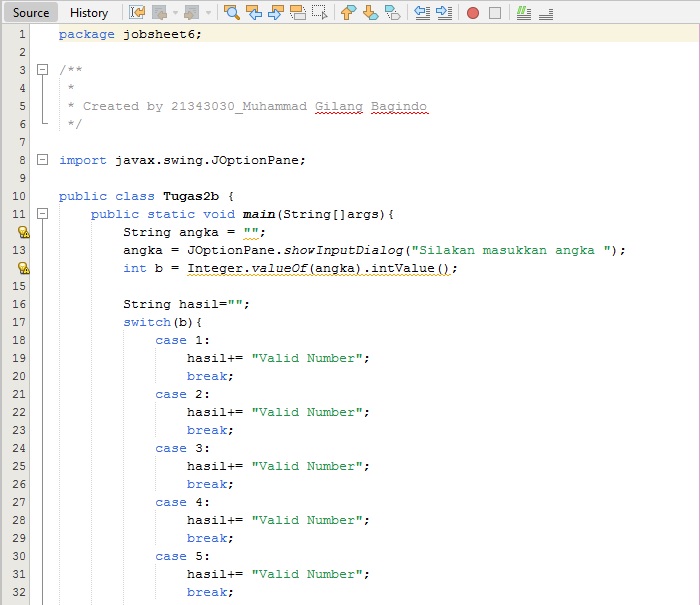 Source History
1 package jobsheet6;
2
3 /**
4 *
5 * Created by 21343030_Muhammad Gilang Bagindo
6 */
7
8 import javax.swing.JOptionPane;
9
10 public class Tugas2b {
11 public static void main(String[]args){
String angka = "";
13 angka = JOptionPane.showInputDialog("Silakan masukkan angka ");
int b = Integer.valueOf(angka).intValue();
15
16 String hasil="";
17 switch(b){
18 case 1:
19 hasil+= "Valid Number";
20 break;
21 case 2:
22 hasil+= "Valid Number";
23 break;
24 case 3:
25 hasil+= "Valid Number";
26 break;
27 case 4:
28 hasil+= "Valid Number";
29 break;
30 case 5:
31 hasil+= "Valid Number";
32 break;